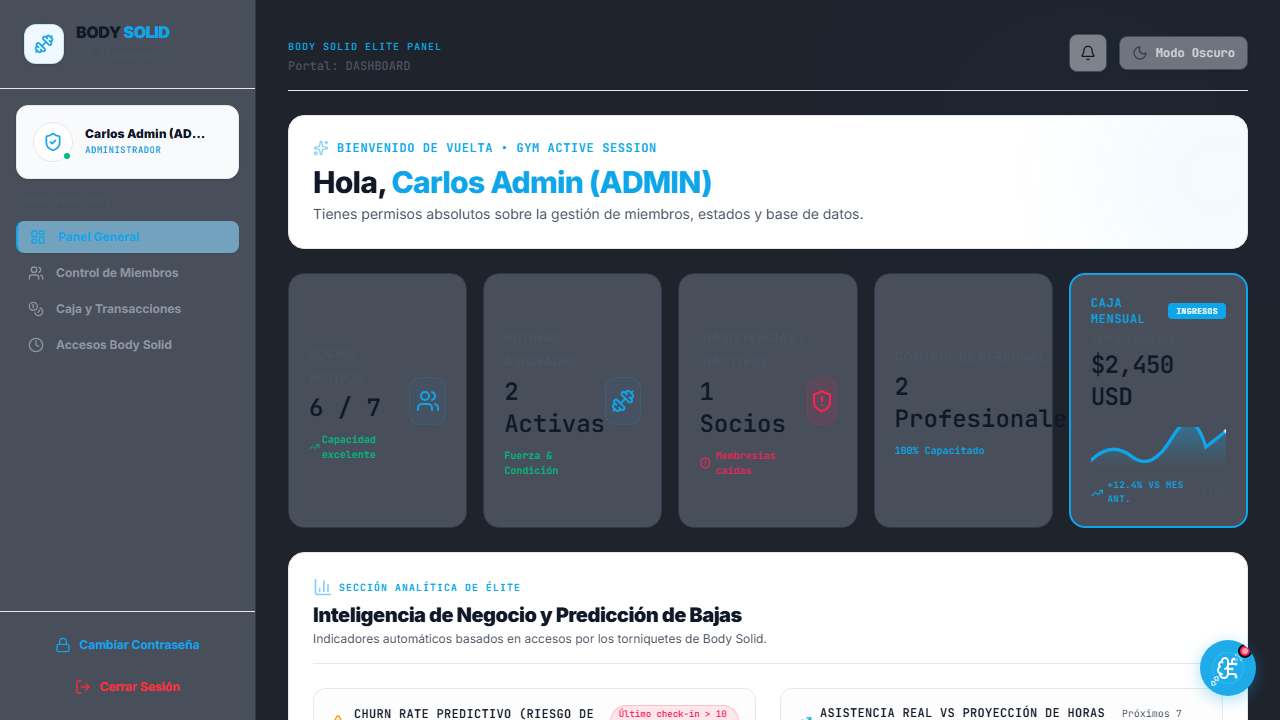 BODY SOLID
Carlos Admin (AD...
ADMINISTRADOR
Panel General
Control de Miembros
Caja y Transacciones
Accesos Body Solid
Cambiar Contraseña
Cerrar Sesión
BODY SOLID ELITE PANEL
Portal: DASHBOARD
Modo Oscuro
BIENVENIDO DE VUELTA • GYM ACTIVE SESSION
Hola, Carlos Admin (ADMIN)
Tienes permisos absolutos sobre la gestión de miembros, estados y base de datos.
6 / 7
Capacidad
excelente
2
Activas
Fuerza &
Condición
1
Socios
Membresías
caídas
2
Profesionale
100% Capacitado
CAJA
MENSUAL
INGRESOS
$2,450
USD
+12.4% VS MES
ANT.
SECCIÓN ANALÍTICA DE ÉLITE
Inteligencia de Negocio y Predicción de Bajas
Indicadores automáticos basados en accesos por los torniquetes de Body Solid.
CHURN RATE PREDICTIVO (RIESGO DE
Último check-in > 10
ASISTENCIA REAL VS PROYECCIÓN DE HORAS
Próximos 7